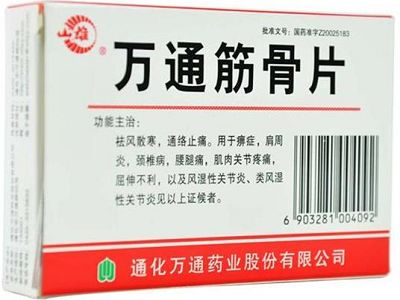 批准文号：国药准字Z20025183
上雄
®
万通筋骨片
功能主治：
祛风散寒，通络止痛。用于痹症，肩周
炎，颈椎病，腰腿痛，肌肉关节疼痛，
屈伸不利，以及风湿性关节炎、类风湿
性关节炎见以上证候者。
6 903281 004092
通化万通药业股份有限公司